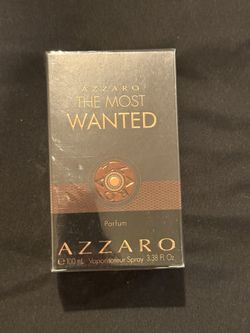 AZZARO
THE MOST
WANTED
Parfum
AZZARO
℮ 100 mL Vaporisateur Spray 3.38 Fl. Oz